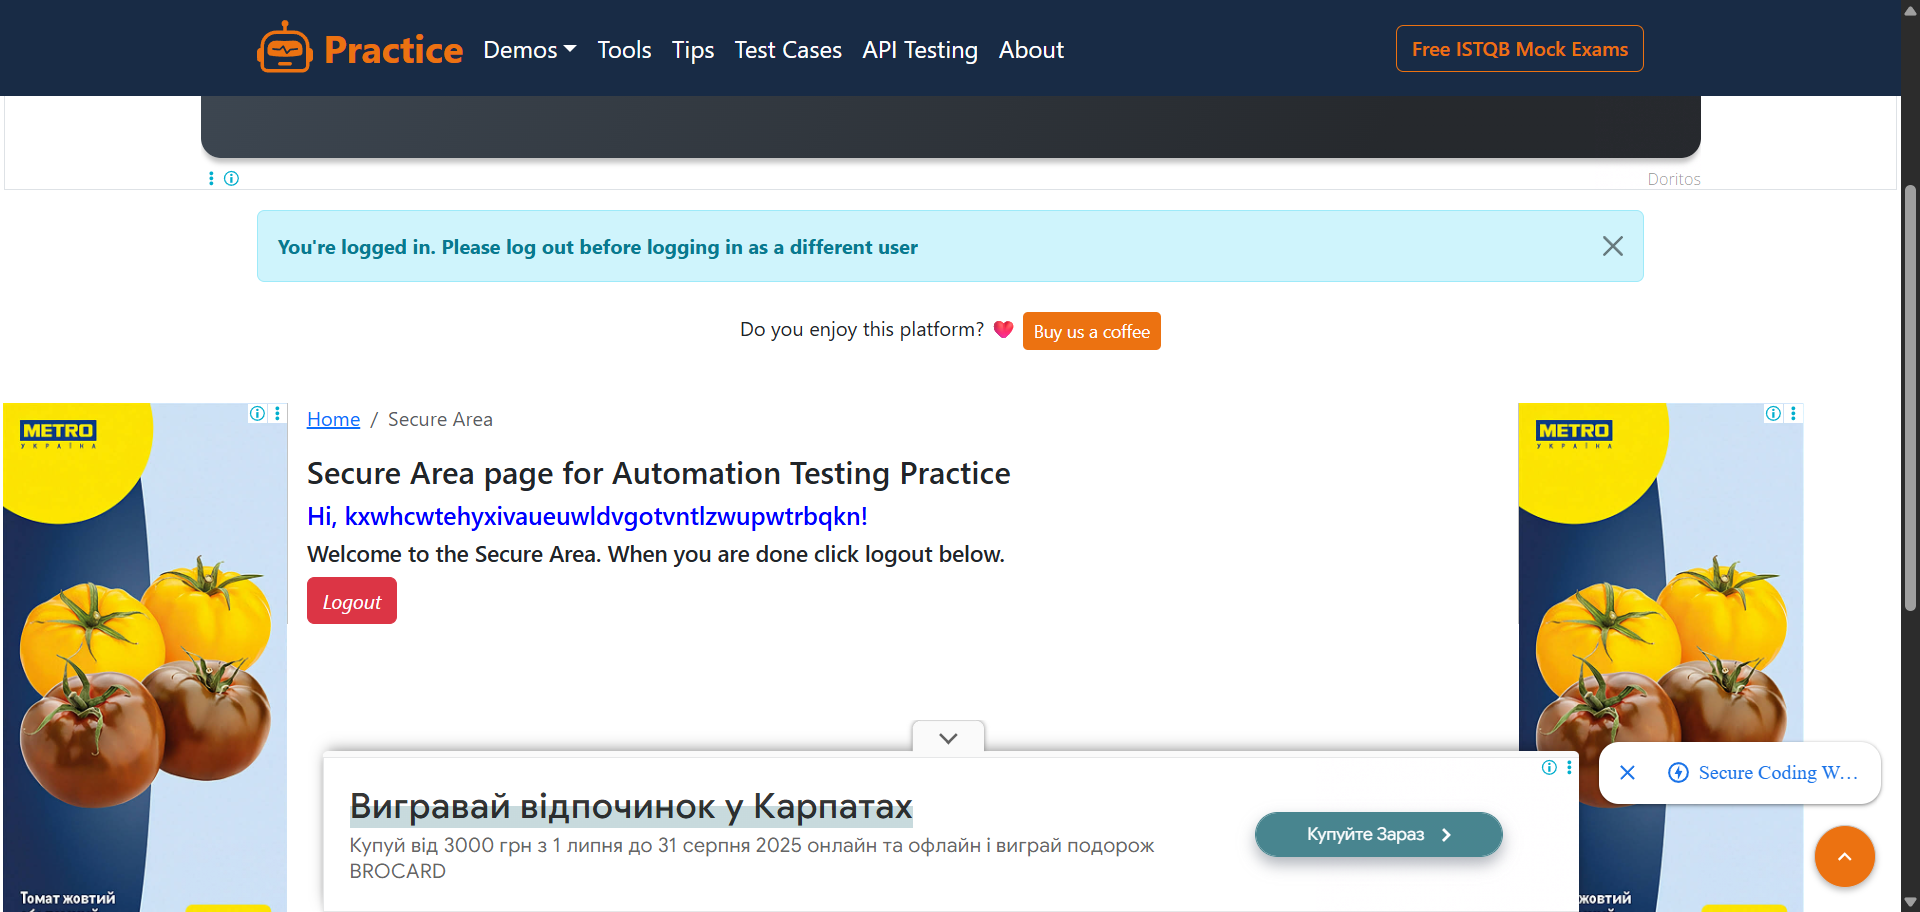 Practice
Demos
Tools
Tips
Test Cases
API Testing
About
Free ISTQB Mock Exams
Doritos
You're logged in. Please log out before logging in as a different user
Do you enjoy this platform?
Buy us a coffee
METRO
УКРАЇНА
Home / Secure Area
METRO
УКРАЇНА
Secure Area page for Automation Testing Practice
Hi, kxwhcwtehyxivaueuwldvgotvntlzwupwtrbqkn!
Welcome to the Secure Area. When you are done click logout below.
Logout
Secure Coding W...
Вигравай відпочинок у Карпатах
Купуй від 3000 грн з 1 липня до 31 серпня 2025 онлайн та офлайн і виграй подорож
BROCARD
Купуйте Зараз
Томат жовтий
жовтий